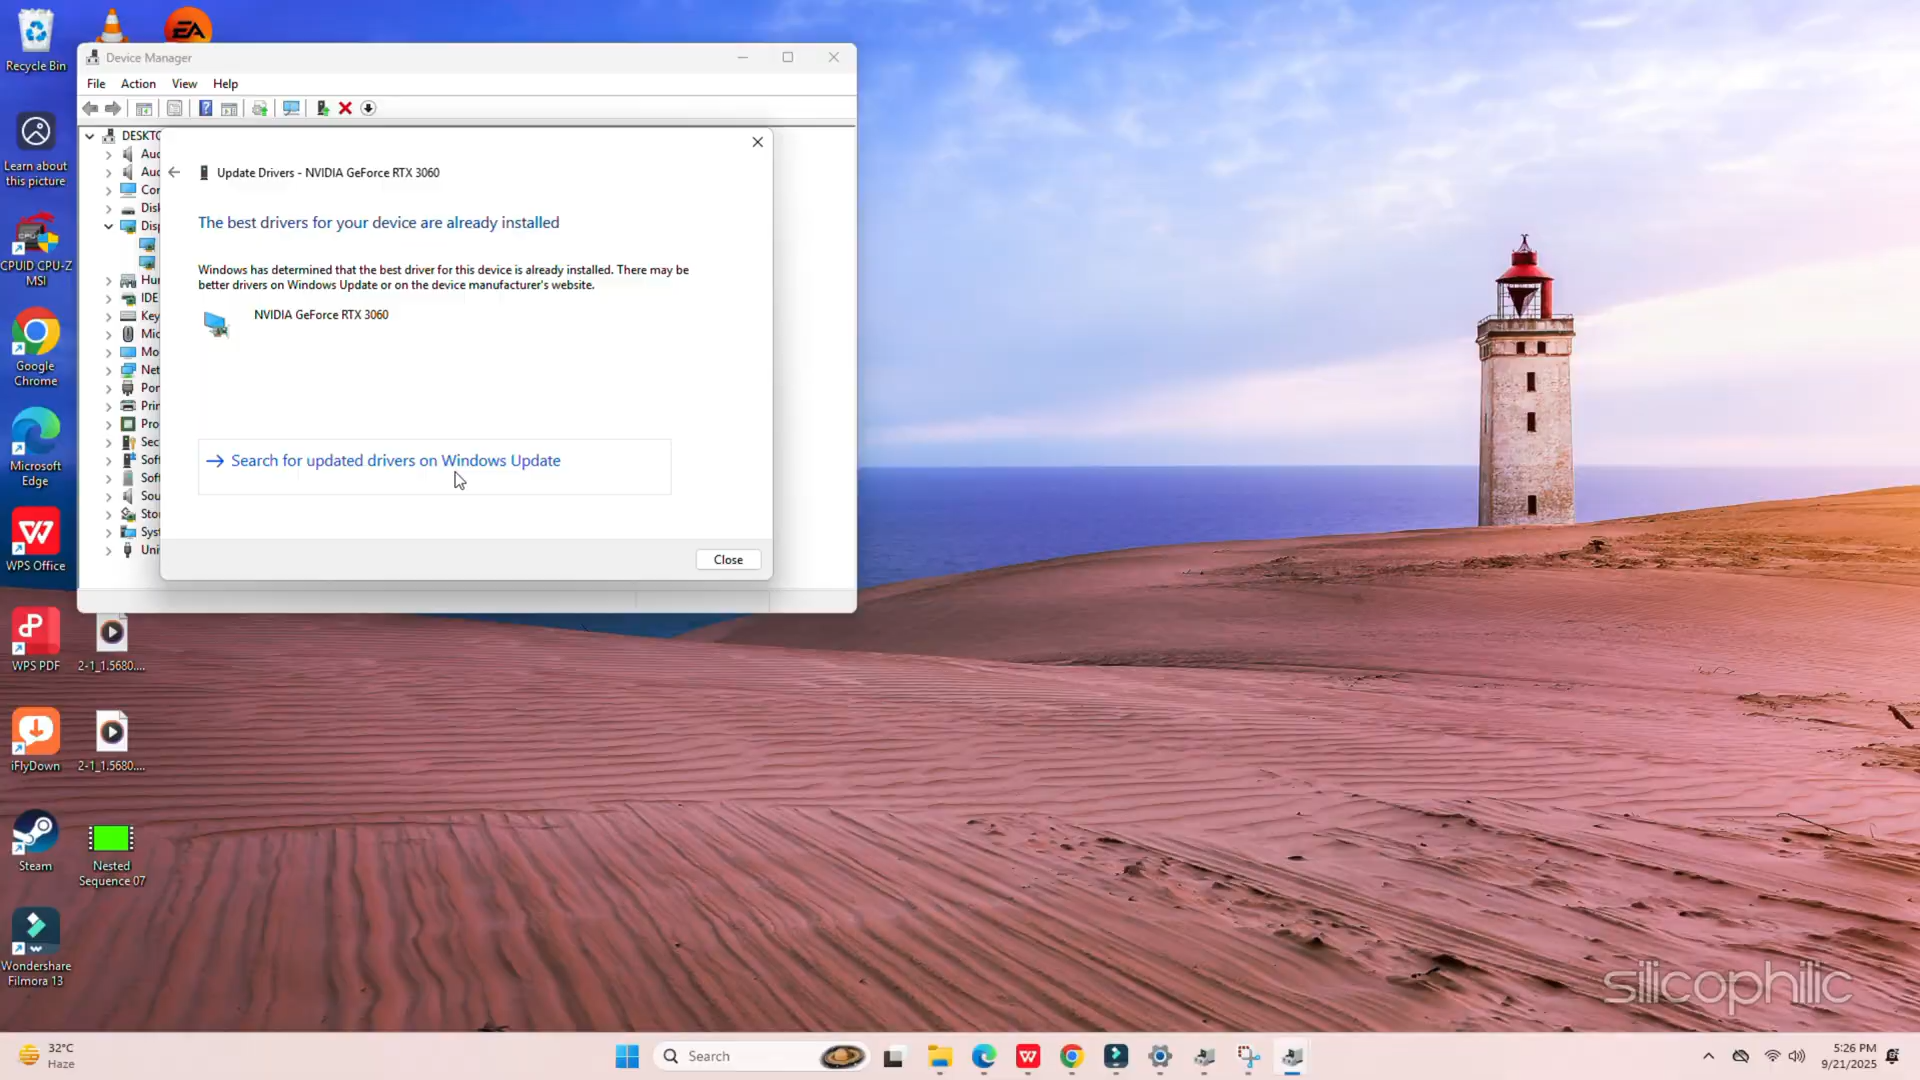 Recycle Bin
EA
Learn about
this picture
CPUID CPU-Z
MSI
Google
Chrome
Microsoft
Edge
WPS Office
WPS PDF
2-1_1.5680....
iFlyDown
2-1_1.5680....
Steam
Nested
Sequence 07
Wondershare
Filmora 13
Device Manager
File Action View Help
DESKTO
Aud
Aud
Cor
Disk
Disp
Hum
IDE
Key
Mic
Mo
Net
Por
Prin
Pro
Sec
Soft
Soft
Sou
Stor
Syst
Uni
Update Drivers - NVIDIA GeForce RTX 3060
The best drivers for your device are already installed
Windows has determined that the best driver for this device is already installed. There may be
better drivers on Windows Update or on the device manufacturer's website.
NVIDIA GeForce RTX 3060
Search for updated drivers on Windows Update
Close
silicophilic
32°C
Haze
Search
5:26 PM
9/21/2025